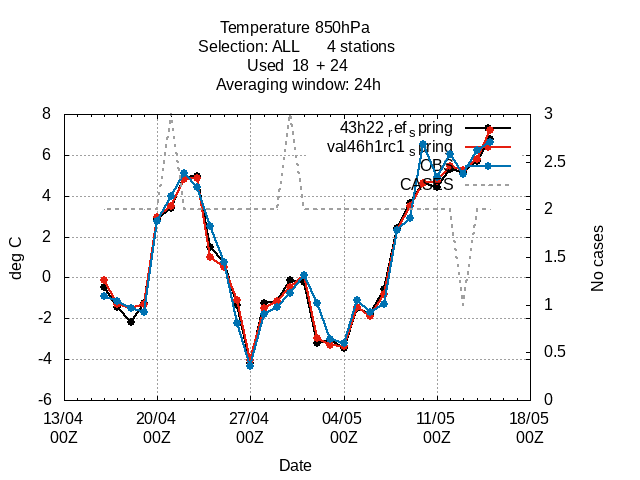 Temperature 850hPa
Selection: ALL 4 stations
Used 18 + 24
Averaging window: 24h
43h22refspring
val46h1rc1spring
OBS
CASES
8
6
4
2
0
-2
-4
-6
deg C
3
2.5
2
1.5
1
0.5
0
No cases
13/04 20/04 27/04 04/05 11/05 18/05
00Z 00Z 00Z 00Z 00Z 00Z
Date